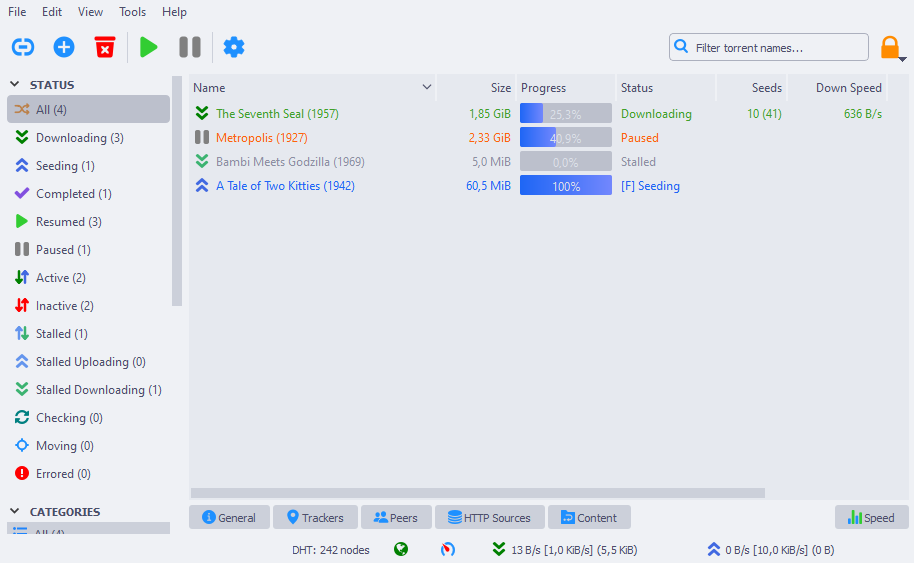 File Edit View Tools Help
Filter torrent names...
STATUS
All (4)
Downloading (3)
Seeding (1)
Completed (1)
Resumed (3)
Paused (1)
Active (2)
Inactive (2)
Stalled (1)
Stalled Uploading (0)
Stalled Downloading (1)
Checking (0)
Moving (0)
Errored (0)
CATEGORIES
All (4)
Name Size Progress Status Seeds Down Speed
The Seventh Seal (1957) 1,85 GiB 25,3% Downloading 10 (41) 636 B/s
Metropolis (1927) 2,33 GiB 40,9% Paused
Bambi Meets Godzilla (1969) 5,0 MiB 0,0% Stalled
A Tale of Two Kitties (1942) 60,5 MiB 100% [F] Seeding
General Trackers Peers HTTP Sources Content Speed
DHT: 242 nodes 13 B/s [1,0 KiB/s] (5,5 KiB) 0 B/s [10,0 KiB/s] (0 B)